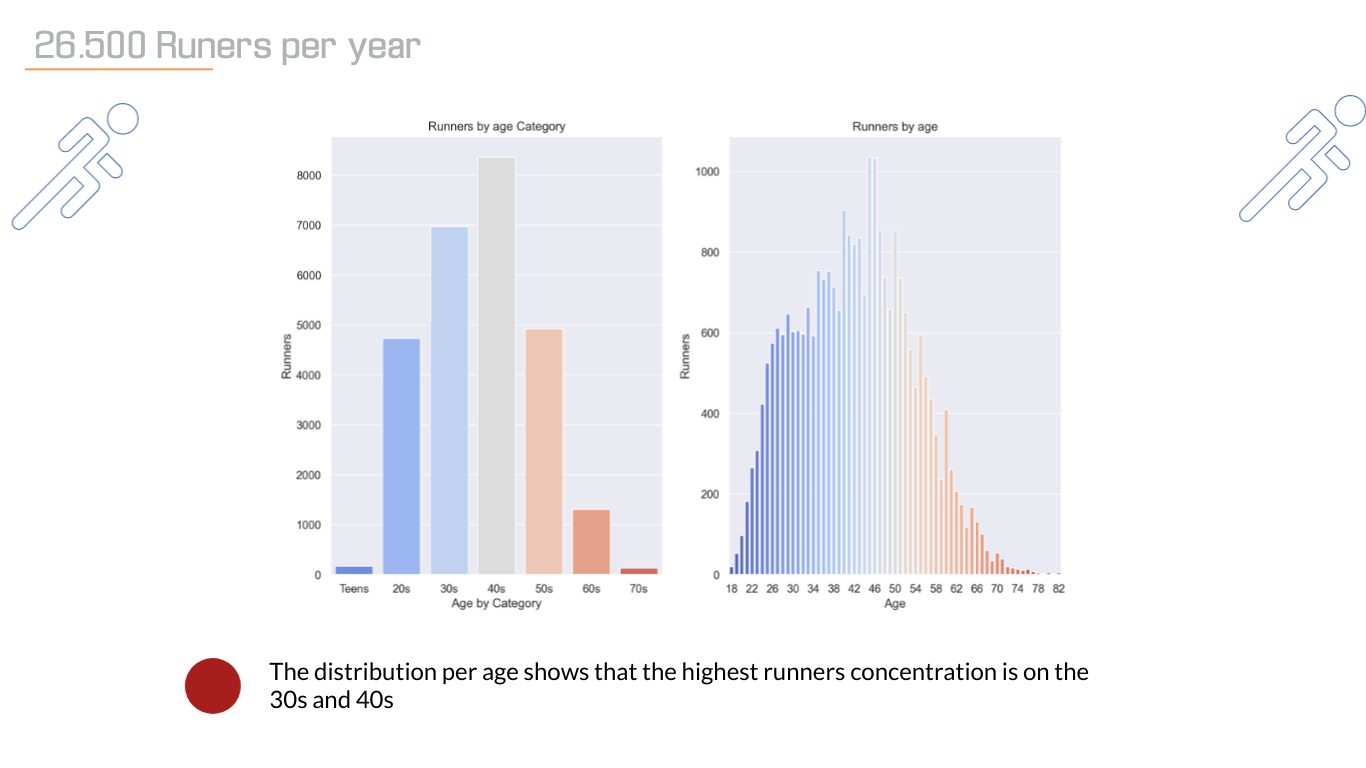 26.500 Runers per year
Runners by age Category
8000
7000
6000
5000
4000
3000
2000
1000
0
Runners
Teens 20s 30s 40s 50s 60s 70s
Age by Category
Runners by age
1000
800
600
400
200
0
Runners
18 22 26 30 34 38 42 46 50 54 58 62 66 70 74 78 82
Age
The distribution per age shows that the highest runners concentration is on the
30s and 40s